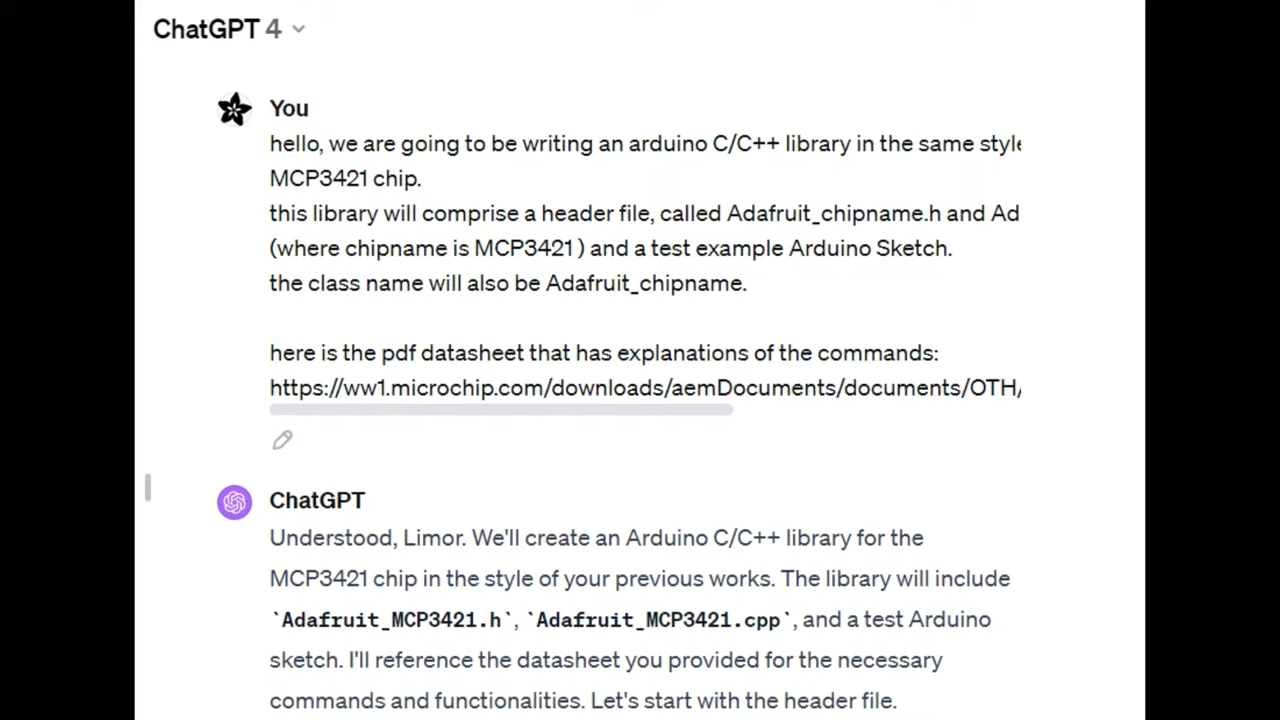 ChatGPT 4
You
hello, we are going to be writing an arduino C/C++ library in the same style
MCP3421 chip.
this library will comprise a header file, called Adafruit_chipname.h and Ad
(where chipname is MCP3421 ) and a test example Arduino Sketch.
the class name will also be Adafruit_chipname.
here is the pdf datasheet that has explanations of the commands:
https://ww1.microchip.com/downloads/aemDocuments/documents/OTH/
ChatGPT
Understood, Limor. We'll create an Arduino C/C++ library for the
MCP3421 chip in the style of your previous works. The library will include
`Adafruit_MCP3421.h`, `Adafruit_MCP3421.cpp`, and a test Arduino
sketch. I'll reference the datasheet you provided for the necessary
commands and functionalities. Let's start with the header file.